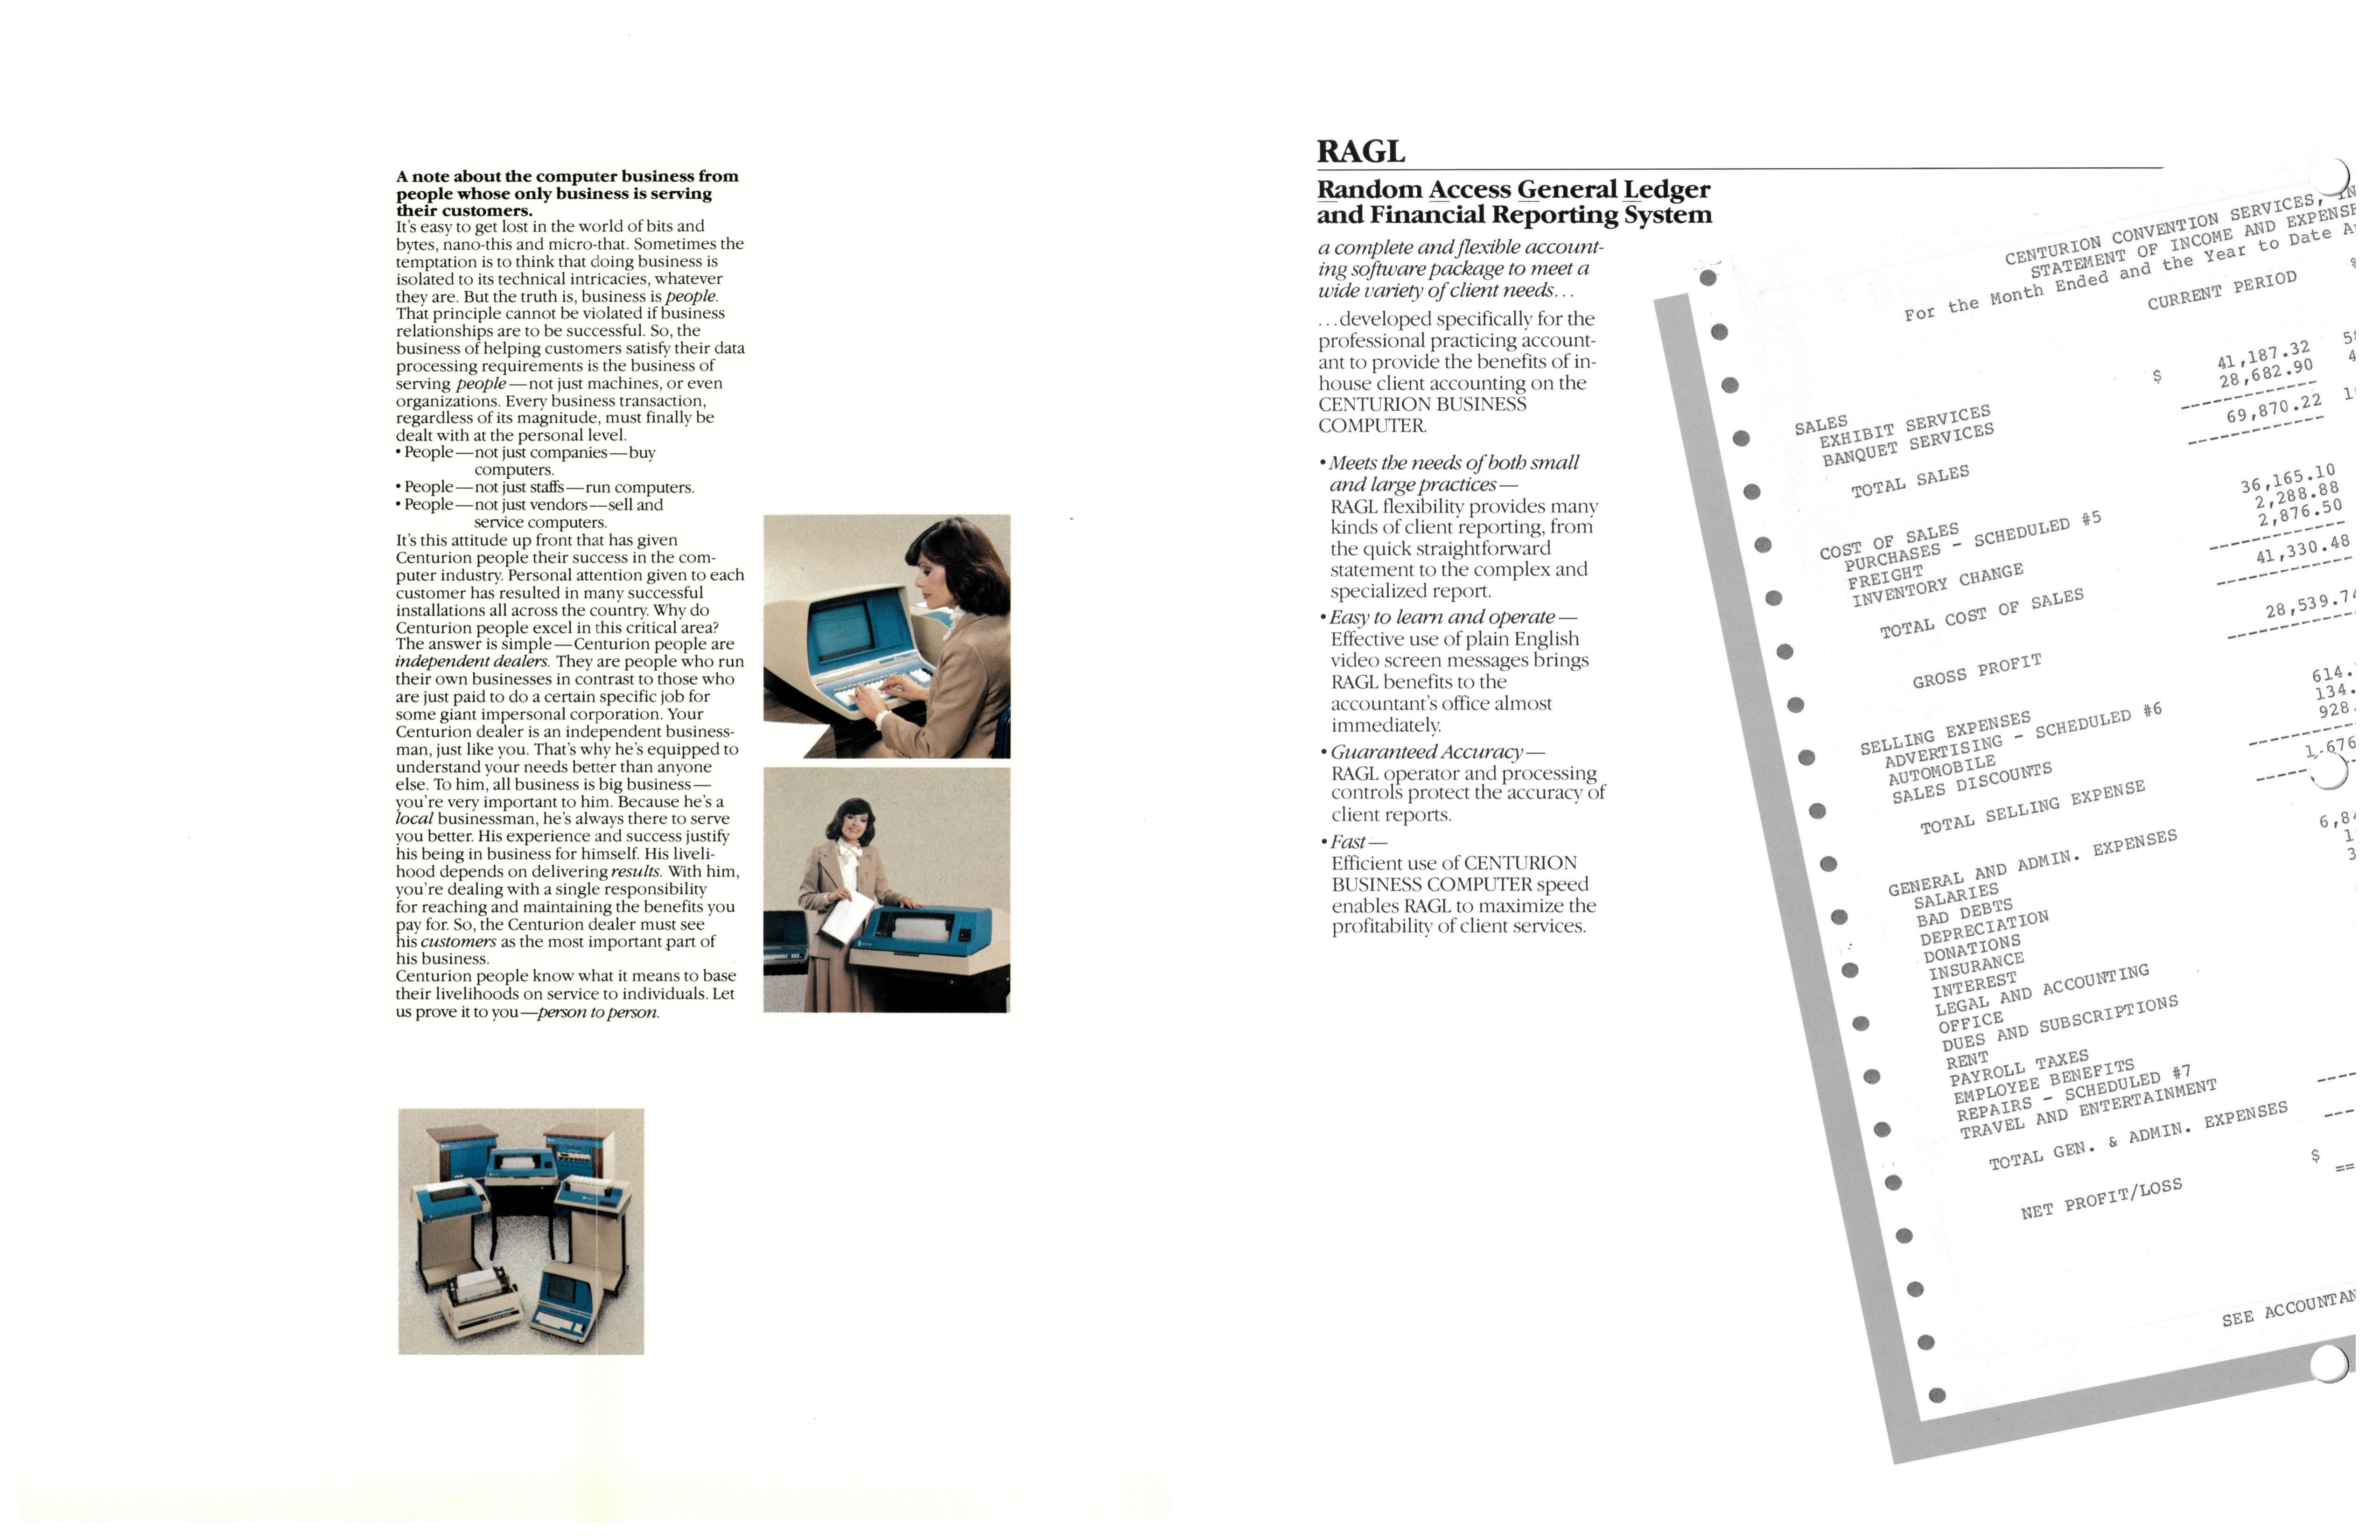 A note about the computer business from
people whose only business is serving
their customers.
It's easy to get lost in the world of bits and
bytes, nano-this and micro-that. Sometimes the
temptation is to think that doing business is
isolated to its technical intricacies, whatever
they are. But the truth is, business is people.
That principle cannot be violated if business
relationships are to be successful. So, the
business of helping customers satisfy their data
processing requirements is the business of
serving people—not just machines, or even
organizations. Every business transaction,
regardless of its magnitude, must finally be
dealt with at the personal level.
• People—not just companies—buy
computers.
• People—not just staffs—run computers.
• People—not just vendors—sell and
service computers.
It's this attitude up front that has given
Centurion people their success in the com-
puter industry. Personal attention given to each
customer has resulted in many successful
installations all across the country. Why do
Centurion people excel in this critical area?
The answer is simple—Centurion people are
independent dealers. They are people who run
their own businesses in contrast to those who
are just paid to do a certain specific job for
some giant impersonal corporation. Your
Centurion dealer is an independent business-
man, just like you. That's why he's equipped to
understand your needs better than anyone
else. To him, all business is big business—
you're very important to him. Because he's a
local businessman, he's always there to serve
you better. His experience and success justify
his being in business for himself. His liveli-
hood depends on delivering results. With him,
you're dealing with a single responsibility
for reaching and maintaining the benefits you
pay for. So, the Centurion dealer must see
his customers as the most important part of
his business.
Centurion people know what it means to base
their livelihoods on service to individuals. Let
us prove it to you—person to person.
RAGL
Random Access General Ledger
and Financial Reporting System
a complete and flexible account-
ing software package to meet a
wide variety of client needs...
...developed specifically for the
professional practicing account-
ant to provide the benefits of in-
house client accounting on the
CENTURION BUSINESS
COMPUTER.
• Meets the needs of both small
and large practices—
RAGL flexibility provides many
kinds of client reporting, from
the quick straightforward
statement to the complex and
specialized report.
• Easy to learn and operate—
Effective use of plain English
video screen messages brings
RAGL benefits to the
accountant's office almost
immediately.
• Guaranteed Accuracy—
RAGL operator and processing
controls protect the accuracy of
client reports.
• Fast—
Efficient use of CENTURION
BUSINESS COMPUTER speed
enables RAGL to maximize the
profitability of client services.
CENTURION CONVENTION SERVICES, IN
STATEMENT OF INCOME AND EXPENSE
For the Month Ended and the Year to Date A
CURRENT PERIOD
SALES
EXHIBIT SERVICES $ 41,187.32
BANQUET SERVICES 28,682.90
TOTAL SALES 69,870.22
COST OF SALES
PURCHASES - SCHEDULED #5 36,165.10
FREIGHT 2,288.88
INVENTORY CHANGE 2,876.50
TOTAL COST OF SALES 41,330.48
GROSS PROFIT 28,539.74
SELLING EXPENSES
ADVERTISING - SCHEDULED #6 614.
AUTOMOBILE 134.
SALES DISCOUNTS 928.
TOTAL SELLING EXPENSE 1,676
GENERAL AND ADMIN. EXPENSES
SALARIES 6,8
BAD DEBTS 1
DEPRECIATION 3
DONATIONS
INSURANCE
INTEREST
LEGAL AND ACCOUNTING
OFFICE
DUES AND SUBSCRIPTIONS
RENT
PAYROLL TAXES
EMPLOYEE BENEFITS
REPAIRS - SCHEDULED #7
TRAVEL AND ENTERTAINMENT
TOTAL GEN. & ADMIN. EXPENSES
NET PROFIT/LOSS $
SEE ACCOUNTAN